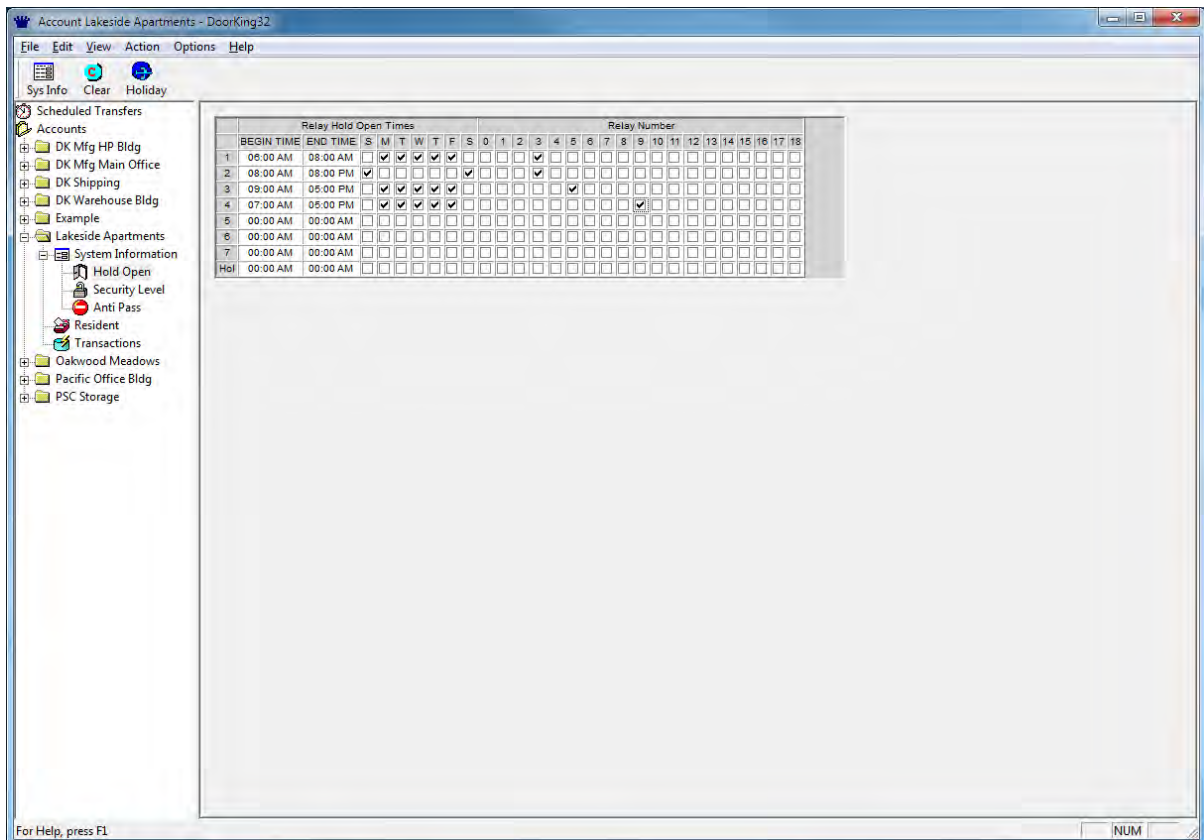 Account Lakeside Apartments - DoorKing32
File Edit View Action Options Help
Sys Info Clear Holiday
Scheduled Transfers
Accounts
DK Mfg HP Bldg
DK Mfg Main Office
DK Shipping
DK Warehouse Bldg
Example
Lakeside Apartments
System Information
Hold Open
Security Level
Anti Pass
Resident
Transactions
Oakwood Meadows
Pacific Office Bldg
PSC Storage
Relay Hold Open Times Relay Number
BEGIN TIME END TIME S M T W T F S 0 1 2 3 4 5 6 7 8 9 10 11 12 13 14 15 16 17 18
1 06:00 AM 08:00 AM
2 08:00 AM 08:00 PM
3 09:00 AM 05:00 PM
4 07:00 AM 05:00 PM
5 00:00 AM 00:00 AM
6 00:00 AM 00:00 AM
7 00:00 AM 00:00 AM
Hol 00:00 AM 00:00 AM
For Help, press F1
NUM